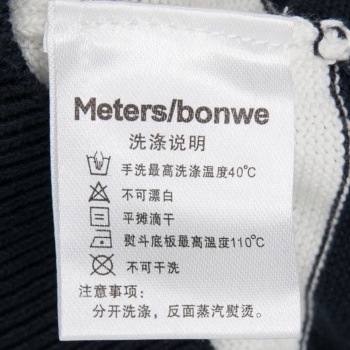 Meters/bonwe
洗涤说明
手洗最高洗涤温度40℃
不可漂白
平摊滴干
熨斗底板最高温度110℃
不可干洗
注意事项:
分开洗涤，反面蒸汽熨烫。